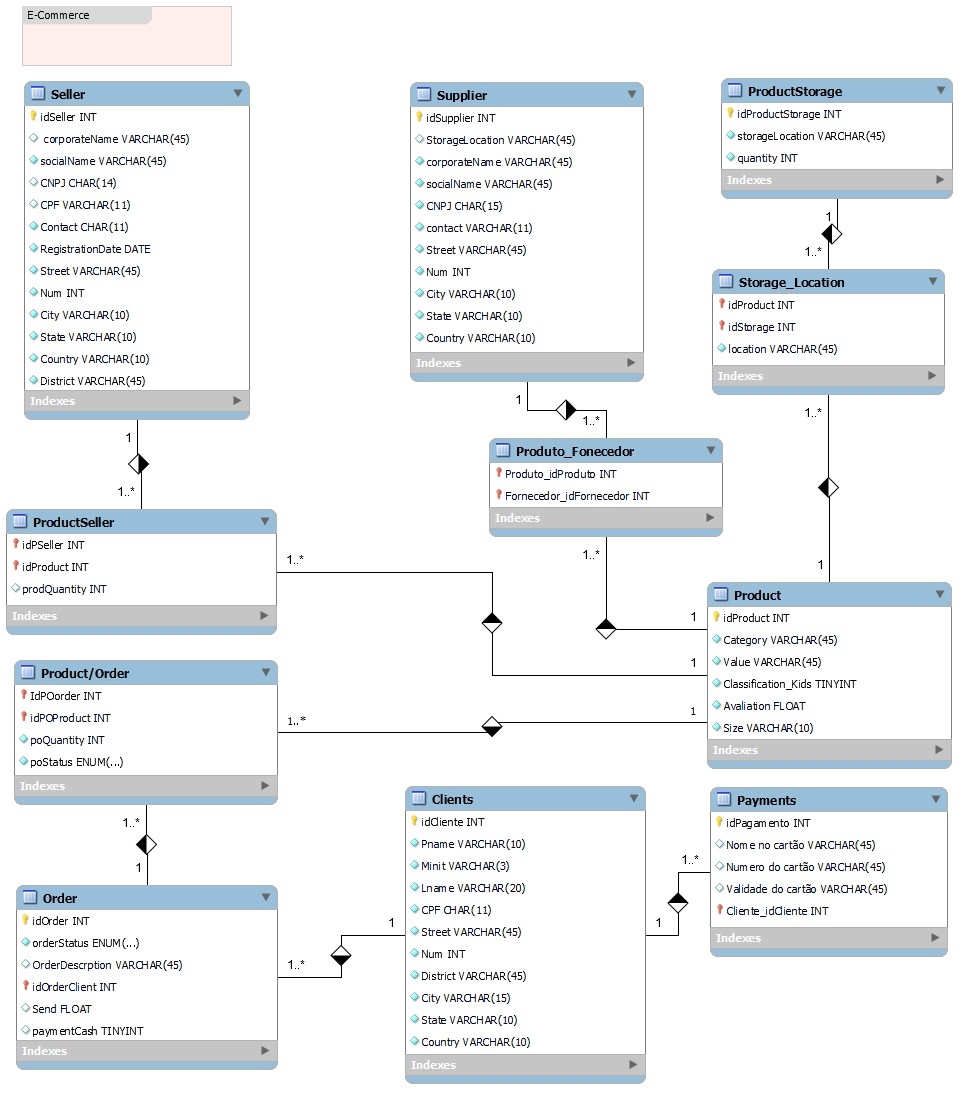 E-Commerce
Seller
idSeller INT
corporateName VARCHAR(45)
socialName VARCHAR(45)
CNPJ CHAR(14)
CPF VARCHAR(11)
Contact CHAR(11)
RegistrationDate DATE
Street VARCHAR(45)
Num INT
City VARCHAR(10)
State VARCHAR(10)
Country VARCHAR(10)
District VARCHAR(45)
Indexes
Supplier
idSupplier INT
StorageLocation VARCHAR(45)
corporateName VARCHAR(45)
socialName VARCHAR(45)
CNPJ CHAR(15)
contact VARCHAR(11)
Street VARCHAR(45)
Num INT
City VARCHAR(10)
State VARCHAR(10)
Country VARCHAR(10)
Indexes
ProductStorage
idProductStorage INT
storageLocation VARCHAR(45)
quantity INT
Indexes
1
1..*
Storage_Location
idProduct INT
idStorage INT
location VARCHAR(45)
Indexes
1..*
1
1
1..*
Produto_Fonecedor
Produto_idProduto INT
Fornecedor_idFornecedor INT
Indexes
1..*
1
1
1..*
ProductSeller
idPSeller INT
idProduct INT
prodQuantity INT
Indexes
1..*
1
Product
idProduct INT
Category VARCHAR(45)
Value VARCHAR(45)
Classification_Kids TINYINT
Avaliation FLOAT
Size VARCHAR(10)
Indexes
Product/Order
IdPOorder INT
idPOProduct INT
poQuantity INT
poStatus ENUM(...)
Indexes
1..*
1
1..*
1
Order
idOrder INT
orderStatus ENUM(...)
OrderDescrption VARCHAR(45)
idOrderClient INT
Send FLOAT
paymentCash TINYINT
Indexes
1..*
1
Clients
idCliente INT
Pname VARCHAR(10)
Minit VARCHAR(3)
Lname VARCHAR(20)
CPF CHAR(11)
Street VARCHAR(45)
Num INT
District VARCHAR(45)
City VARCHAR(15)
State VARCHAR(10)
Country VARCHAR(10)
Indexes
1
1..*
Payments
idPagamento INT
Nome no cartão VARCHAR(45)
Numero do cartão VARCHAR(45)
Validade do cartão VARCHAR(45)
Cliente_idCliente INT
Indexes